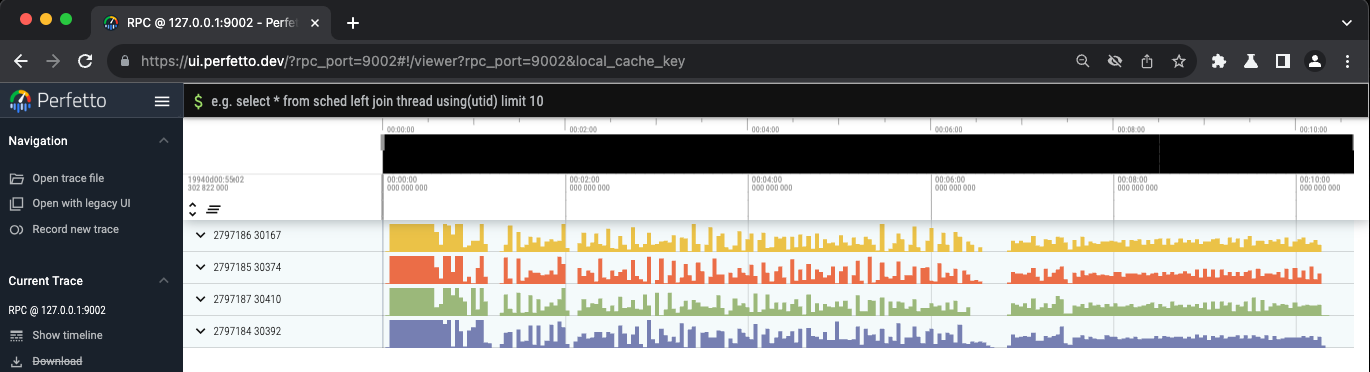 RPC @ 127.0.0.1:9002 - Perfe
https://ui.perfetto.dev/?rpc_port=9002#!/viewer?rpc_port=9002&local_cache_key
Perfetto
$ e.g. select * from sched left join thread using(utid) limit 10
00:00:00 00:02:00 00:04:00 00:06:00 00:08:00 00:10:00
Navigation
Open trace file
Open with legacy UI
Record new trace
19940d00:55:02 00:00:00 00:02:00 00:04:00 00:06:00 00:08:00 00:10:00
302 822 000 000 000 000 000 000 000 000 000 000 000 000 000 000 000 000 000 000 000
2797186 30167
2797185 30374
2797187 30410
2797184 30392
Current Trace
RPC @ 127.0.0.1:9002
Show timeline
Download